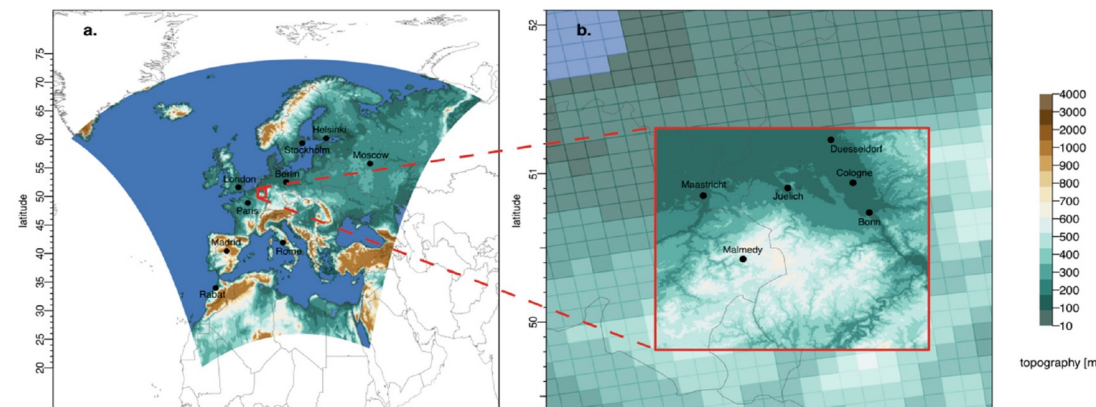 a.
b.
latitude
75
70
65
60
55
50
45
40
35
30
25
20
Helsinki
Stockholm
Moscow
London
Berlin
Paris
Madrid
Rome
Rabat
latitude
52
51
50
Duesseldorf
Maastricht
Juelich
Cologne
Bonn
Malmedy
4000
3000
2000
1000
900
800
700
600
500
400
300
200
100
10
topography [m